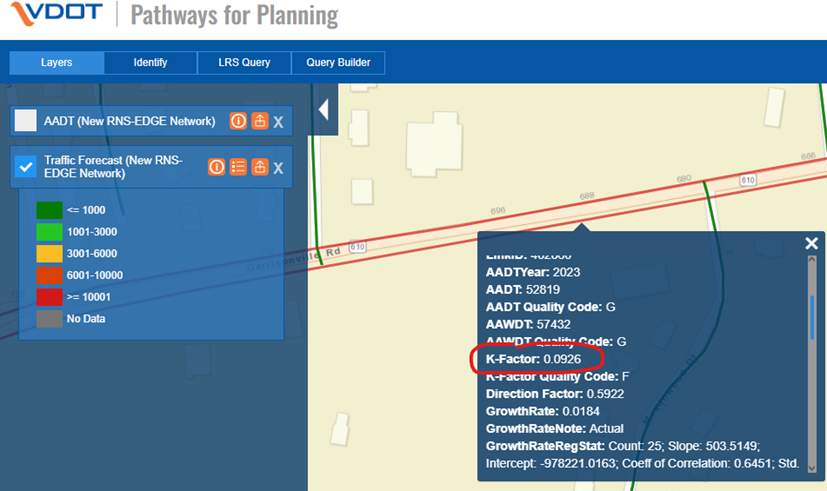 VDOT Pathways for Planning
Layers Identify LRS Query Query Builder
AADT (New RNS-EDGE Network) X
Traffic Forecast (New RNS-
EDGE Network) X
<= 1000
1001-3000
3001-6000
6001-10000
>= 10001
No Data
666
610
680
688
696
610
Garrisonville Rd
AADTYear: 2023
AADT: 52819
AADT Quality Code: G
AAWDT: 57432
AAWDT Quality Code: G
K-Factor: 0.0926
K-Factor Quality Code: F
Direction Factor: 0.5922
GrowthRate: 0.0184
GrowthRateNote: Actual
GrowthRateRegStat: Count: 25; Slope: 503.5149;
Intercept: -978221.0163; Coeff of Correlation: 0.6451; Std.